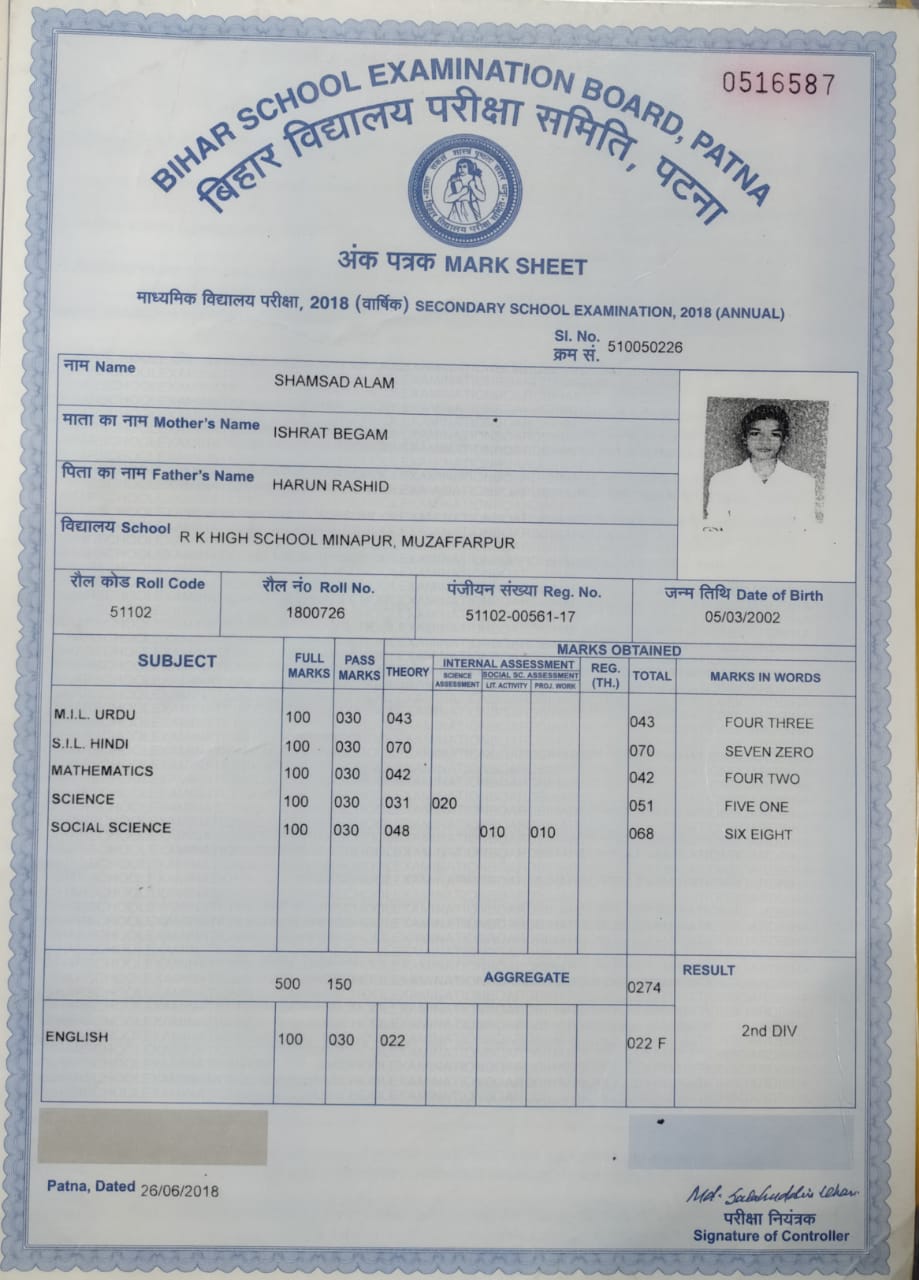 0516587
BIHAR SCHOOL EXAMINATION BOARD, PATNA
बिहार विद्यालय परीक्षा समिति, पटना
अंक पत्रक MARK SHEET
माध्यमिक विद्यालय परीक्षा, 2018 (वार्षिक) SECONDARY SCHOOL EXAMINATION, 2018 (ANNUAL)
Sl. No.
क्रम सं. 510050226
नाम Name SHAMSAD ALAM
माता का नाम Mother's Name ISHRAT BEGAM
पिता का नाम Father's Name HARUN RASHID
विद्यालय School R K HIGH SCHOOL MINAPUR, MUZAFFARPUR
रौल कोड Roll Code रौल नं0 Roll No. पंजीयन संख्या Reg. No. जन्म तिथि Date of Birth
51102 1800726 51102-00561-17 05/03/2002
MARKS OBTAINED
SUBJECT FULL MARKS PASS MARKS THEORY INTERNAL ASSESSMENT REG. (TH.) TOTAL MARKS IN WORDS
SCIENCE ASSESSMENT SOCIAL SC. ASSESSMENT
LIT. ACTIVITY PROJ. WORK
M.I.L. URDU 100 030 043 043 FOUR THREE
S.I.L. HINDI 100 030 070 070 SEVEN ZERO
MATHEMATICS 100 030 042 042 FOUR TWO
SCIENCE 100 030 031 020 051 FIVE ONE
SOCIAL SCIENCE 100 030 048 010 010 068 SIX EIGHT
500 150 AGGREGATE 0274 RESULT
2nd DIV
ENGLISH 100 030 022 022 F
Patna, Dated 26/06/2018
परीक्षा नियंत्रक
Signature of Controller